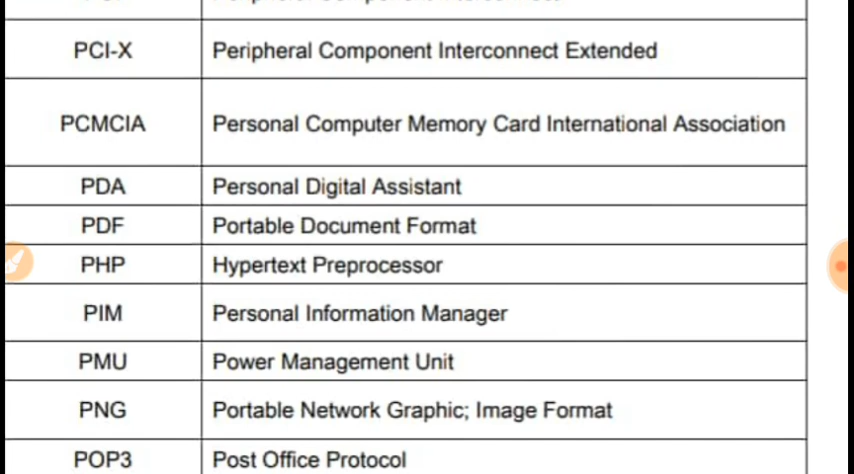 PCI-X Peripheral Component Interconnect Extended
PCMCIA Personal Computer Memory Card International Association
PDA Personal Digital Assistant
PDF Portable Document Format
PHP Hypertext Preprocessor
PIM Personal Information Manager
PMU Power Management Unit
PNG Portable Network Graphic; Image Format
POP3 Post Office Protocol